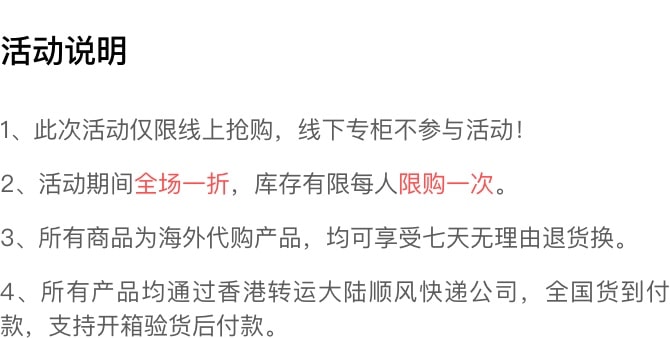 活动说明
1、此次活动仅限线上抢购，线下专柜不参与活动！
2、活动期间全场一折，库存有限每人限购一次。
3、所有商品为海外代购产品，均可享受七天无理由退货换。
4、所有产品均通过香港转运大陆顺风快递公司，全国货到付
款，支持开箱验货后付款。